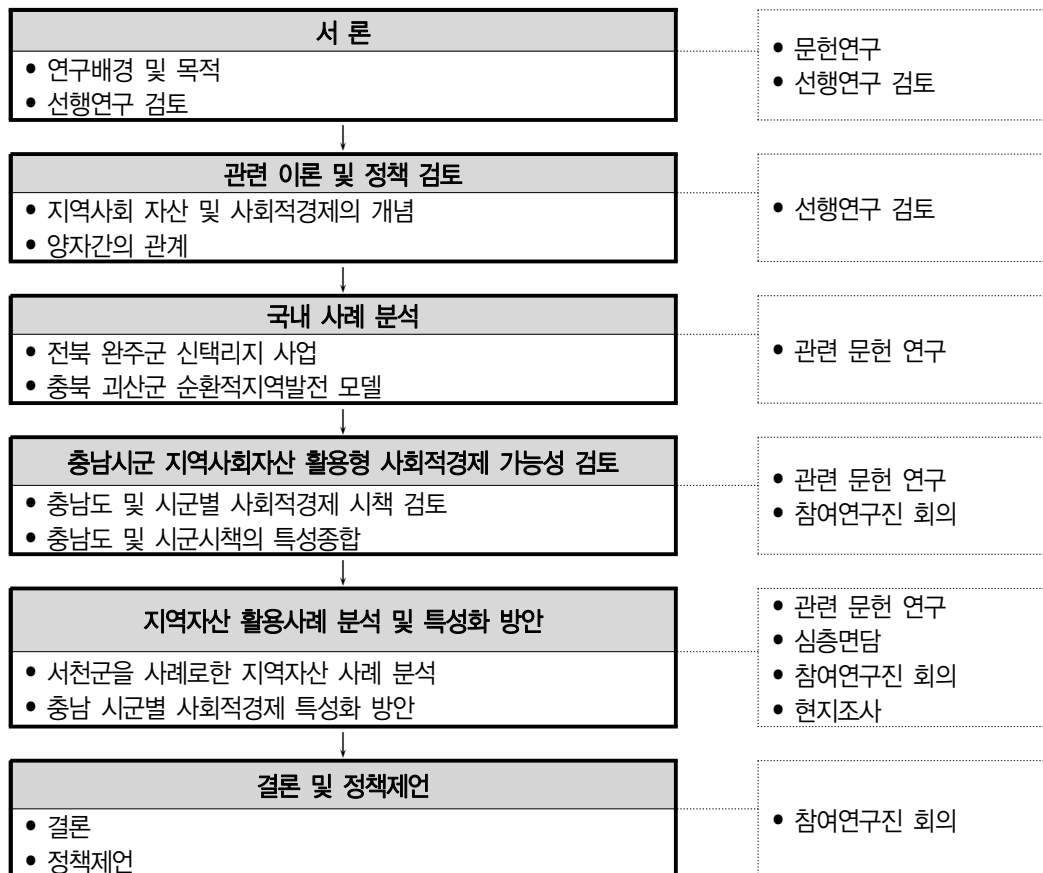 서 론
• 연구배경 및 목적
• 선행연구 검토
• 문헌연구
• 선행연구 검토
관련 이론 및 정책 검토
• 지역사회 자산 및 사회적경제의 개념
• 양자간의 관계
• 선행연구 검토
국내 사례 분석
• 전북 완주군 신택리지 사업
• 충북 괴산군 순환적지역발전 모델
• 관련 문헌 연구
충남시군 지역사회자산 활용형 사회적경제 가능성 검토
• 충남도 및 시군별 사회적경제 시책 검토
• 충남도 및 시군시책의 특성종합
• 관련 문헌 연구
• 참여연구진 회의
지역자산 활용사례 분석 및 특성화 방안
• 서천군을 사례로한 지역자산 사례 분석
• 충남 시군별 사회적경제 특성화 방안
• 관련 문헌 연구
• 심층면담
• 참여연구진 회의
• 현지조사
결론 및 정책제언
• 결론
• 정책제언
• 참여연구진 회의